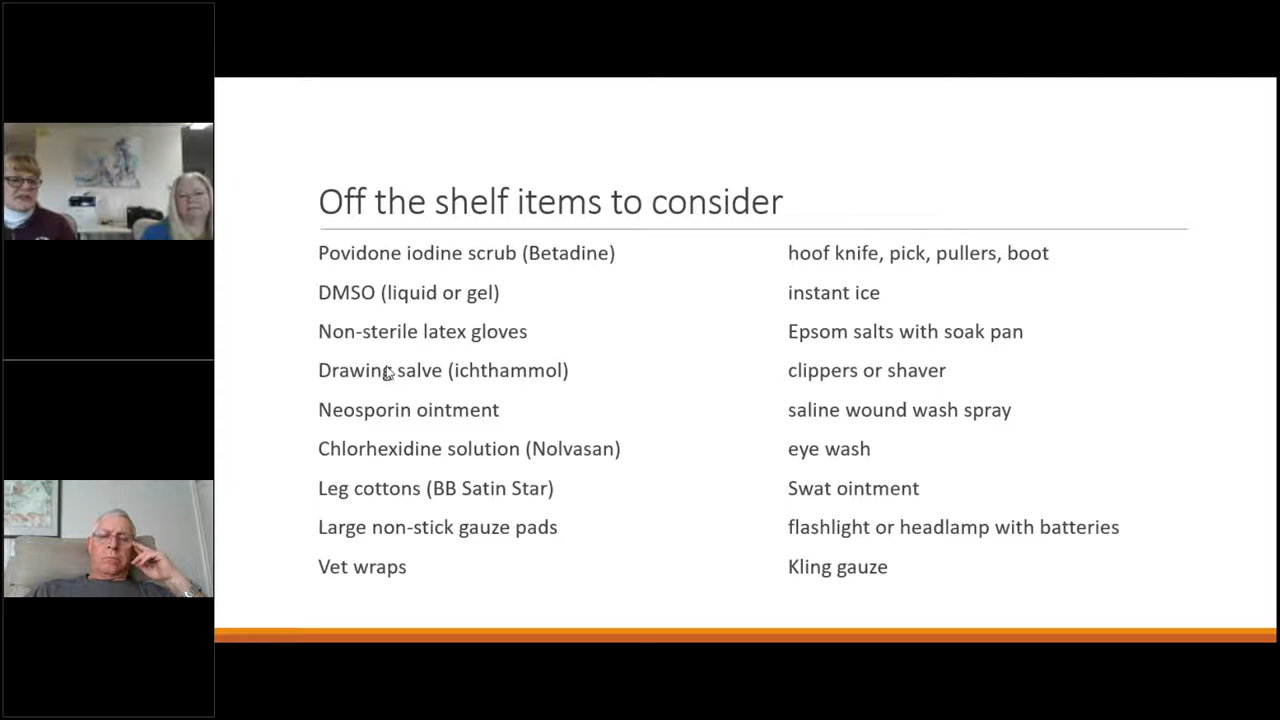 Off the shelf items to consider
Povidone iodine scrub (Betadine)
DMSO (liquid or gel)
Non-sterile latex gloves
Drawing salve (ichthammol)
Neosporin ointment
Chlorhexidine solution (Nolvasan)
Leg cottons (BB Satin Star)
Large non-stick gauze pads
Vet wraps
hoof knife, pick, pullers, boot
instant ice
Epsom salts with soak pan
clippers or shaver
saline wound wash spray
eye wash
Swat ointment
flashlight or headlamp with batteries
Kling gauze